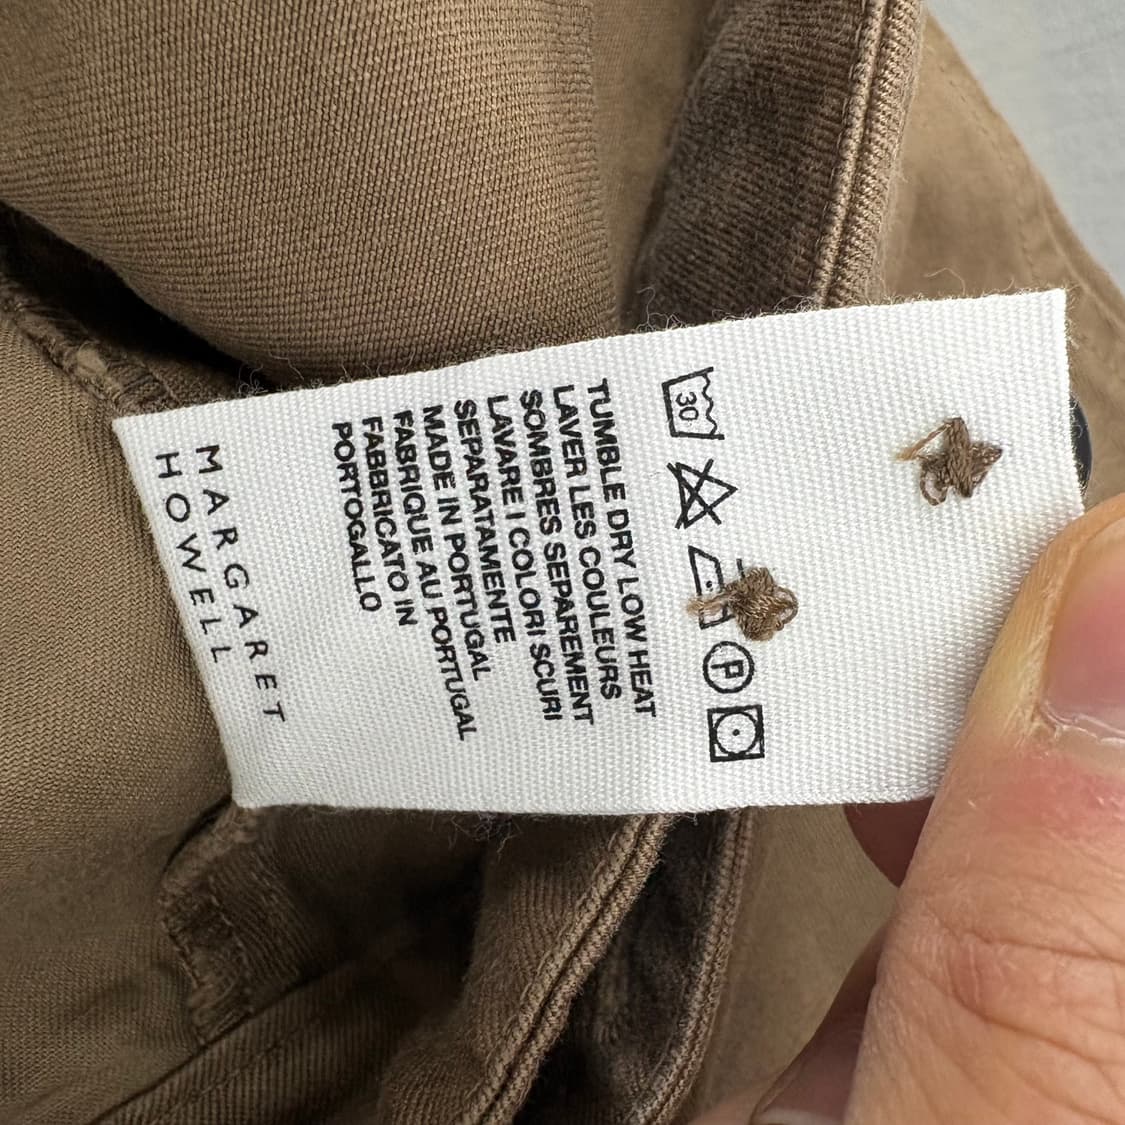 30
P
TUMBLE DRY LOW HEAT
LAVER LES COULEURS
SOMBRES SEPAREMENT
LAVARE I COLORI SCURI
SEPARATAMENTE
MADE IN PORTUGAL
FABRIQUE AU PORTUGAL
FABBRICATO IN
PORTOGALLO
MARGARET
HOWELL